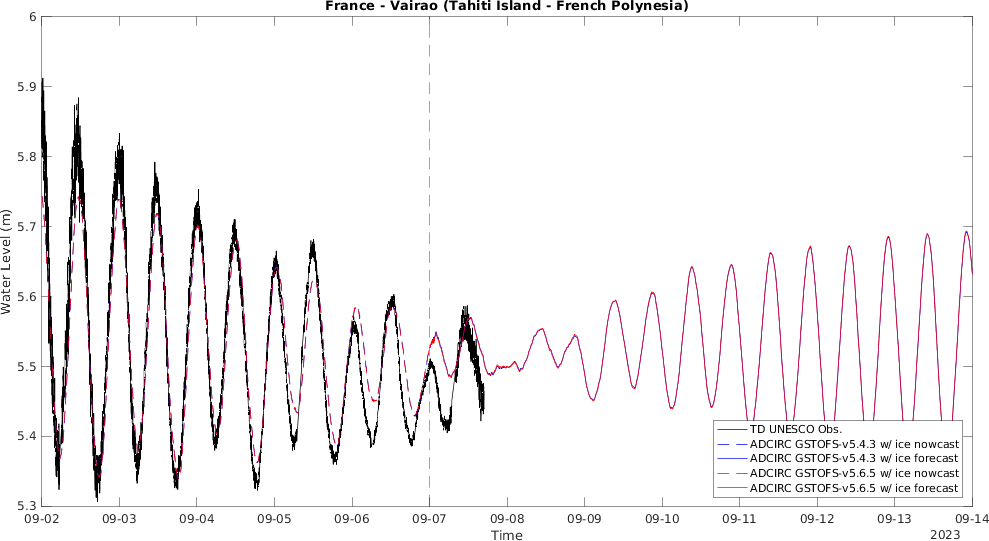 France - Vairao (Tahiti Island - French Polynesia)
6
5.9
5.8
5.7
5.6
5.5
5.4
5.3
Water Level (m)
TD UNESCO Obs.
ADCIRC GSTOFS-v5.4.3 w/ ice nowcast
ADCIRC GSTOFS-v5.4.3 w/ ice forecast
ADCIRC GSTOFS-v5.6.5 w/ ice nowcast
ADCIRC GSTOFS-v5.6.5 w/ ice forecast
09-02 09-03 09-04 09-05 09-06 09-07 09-08 09-09 09-10 09-11 09-12 09-13 09-14
Time
2023